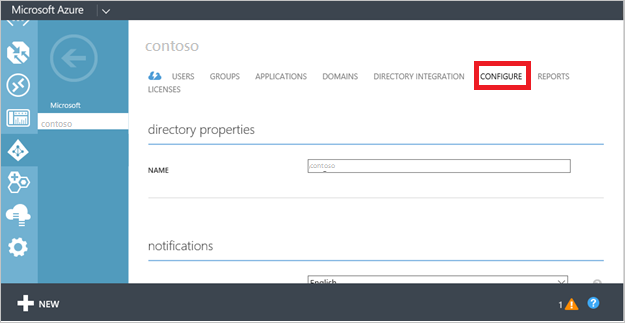 Microsoft Azure
contoso
USERS GROUPS APPLICATIONS DOMAINS DIRECTORY INTEGRATION CONFIGURE REPORTS
LICENSES
Microsoft
contoso
directory properties
NAME contoso
notifications
English
NEW 1 ?